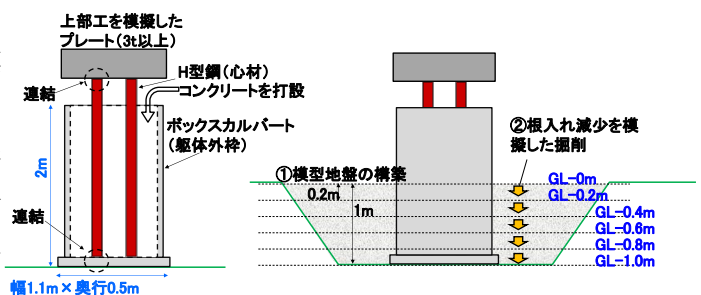 上部工を模擬した
プレート(3t以上)
H型鋼(心材)
コンクリートを打設
連結
ボックスカルバート
(躯体外枠)
2m
連結
幅1.1m×奥行0.5m
①模型地盤の構築
0.2m
1m
②根入れ減少を模
擬した掘削
GL-0m
GL-0.2m
GL-0.4m
GL-0.6m
GL-0.8m
GL-1.0m